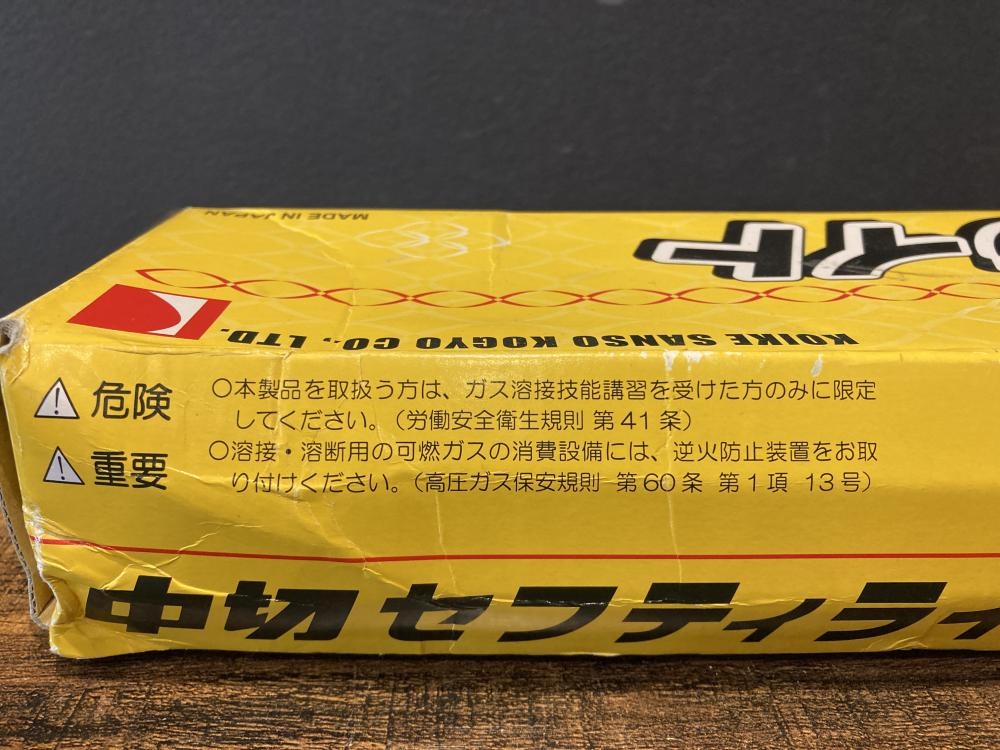 MADE IN JAPAN
イト
KOIKE SANSO KOGYO CO., LTD.
危険 ○本製品を取扱う方は、ガス溶接技能講習を受けた方のみに限定
してください。（労働安全衛生規則 第41条）
重要 ○溶接・溶断用の可燃ガスの消費設備には、逆火防止装置をお取
り付けください。（高圧ガス保安規則 第60条 第1項 13号）
中切セフティライ